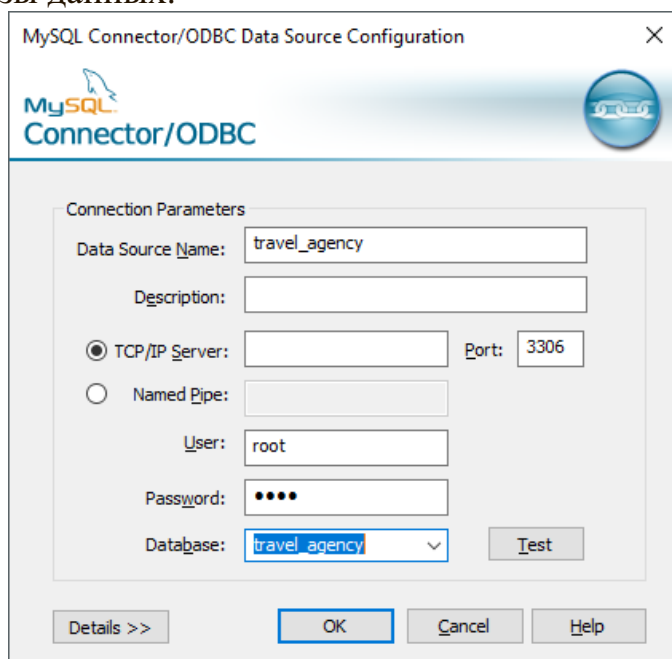 MySQL Connector/ODBC Data Source Configuration
MySQL
Connector/ODBC
Connection Parameters
Data Source Name: travel_agency
Description:
TCP/IP Server: Port: 3306
Named Pipe:
User: root
Password: ••••
Database: travel_agency Test
Details >> OK Cancel Help